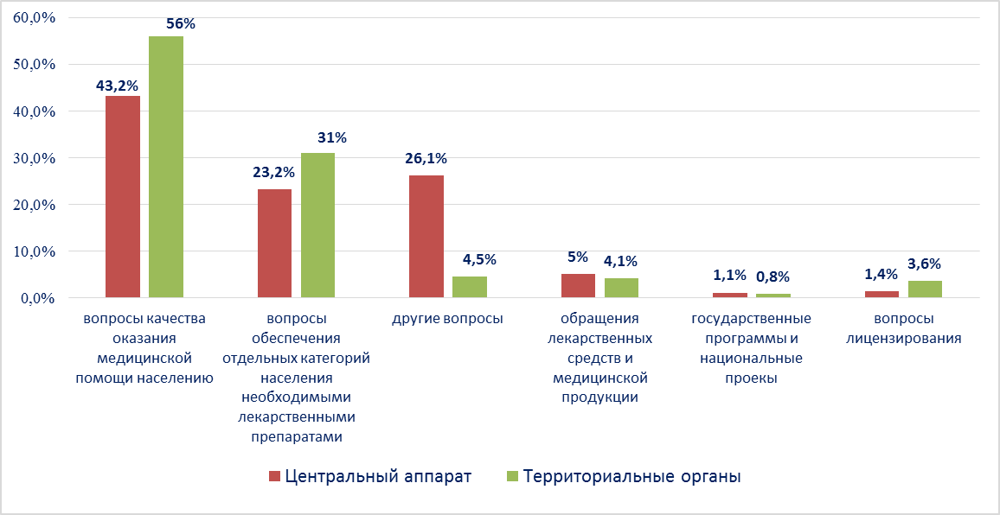 60,0%
50,0%
40,0%
30,0%
20,0%
10,0%
0,0%
43,2%
56%
23,2%
31%
26,1%
4,5%
5%
4,1%
1,1%
0,8%
1,4%
3,6%
вопросы качества
оказания
медицинской
помощи населению
вопросы
обеспечения
отдельных категорий
населения
необходимыми
лекарственными
препаратами
другие вопросы
обращения
лекарственных
средств и
медицинской
продукции
государственные
программы и
национальные
проекы
вопросы
лицензирования
Центральный аппарат
Территориальные органы